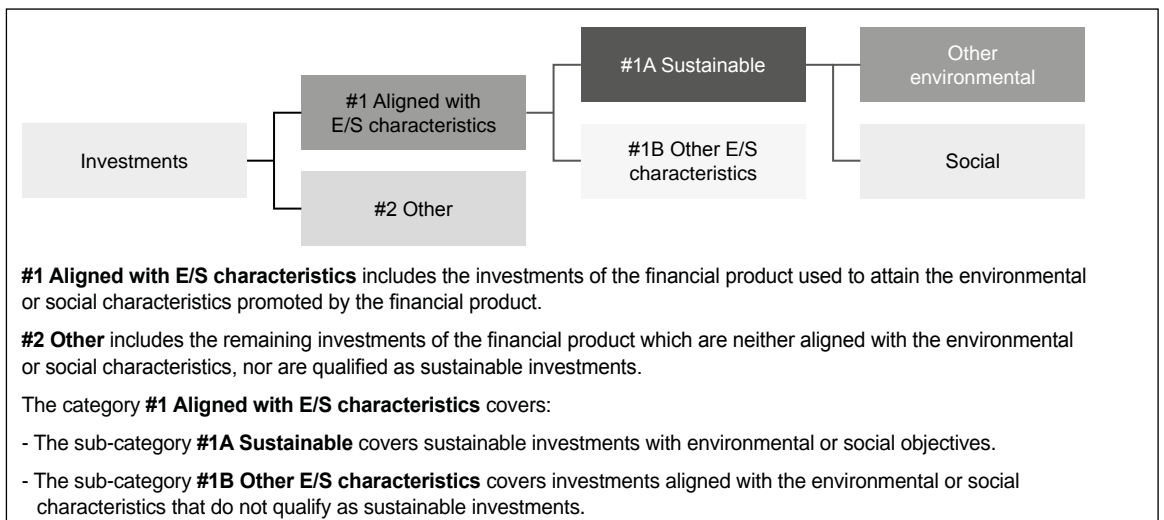 Investments
#1 Aligned with
E/S characteristics
#2 Other
#1A Sustainable
#1B Other E/S
characteristics
Other
environmental
Social
#1 Aligned with E/S characteristics includes the investments of the financial product used to attain the environmental
or social characteristics promoted by the financial product.
#2 Other includes the remaining investments of the financial product which are neither aligned with the environmental
or social characteristics, nor are qualified as sustainable investments.
The category #1 Aligned with E/S characteristics covers:
- The sub-category #1A Sustainable covers sustainable investments with environmental or social objectives.
- The sub-category #1B Other E/S characteristics covers investments aligned with the environmental or social
characteristics that do not qualify as sustainable investments.